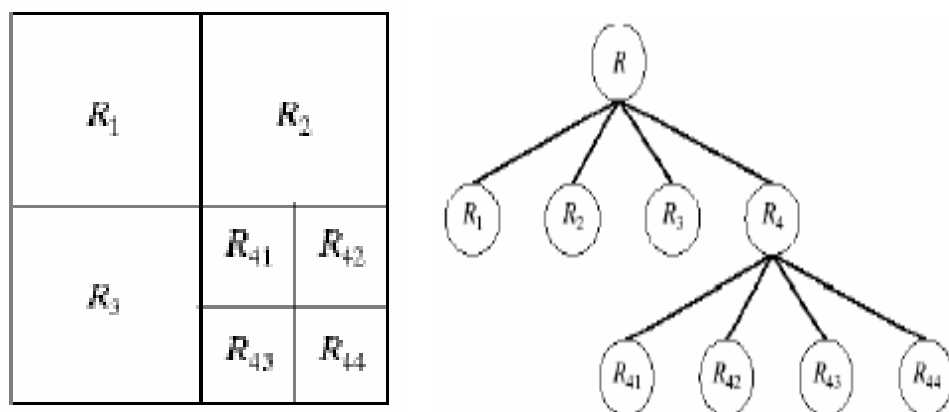 R₁ R₂
R₃ R₄₁ R₄₂
R₄₃ R₄₄
R
R₁ R₂ R₃ R₄
R₄₁ R₄₂ R₄₃ R₄₄